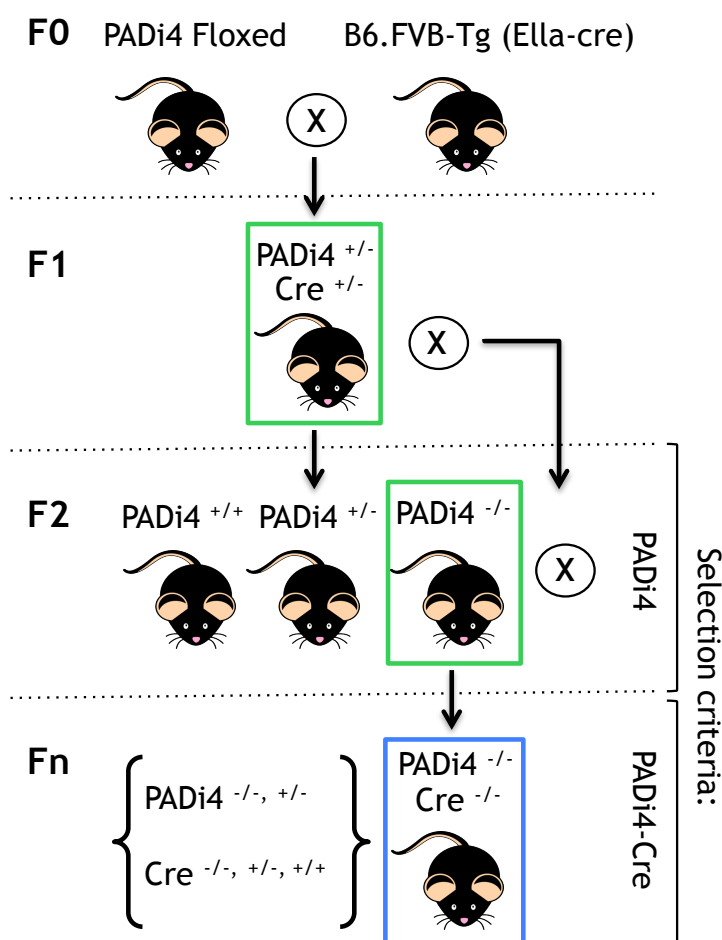 F0 PADi4 Floxed B6.FVB-Tg (Ella-cre)
X
F1
PADi4 +/-
Cre +/-
X
F2 PADi4 +/+ PADi4 +/- PADi4 -/-
X
PADi4
Selection criteria:
Fn
PADi4 -/-, +/-
Cre -/-, +/-, +/+
PADi4 -/-
Cre -/-
PADi4-Cre